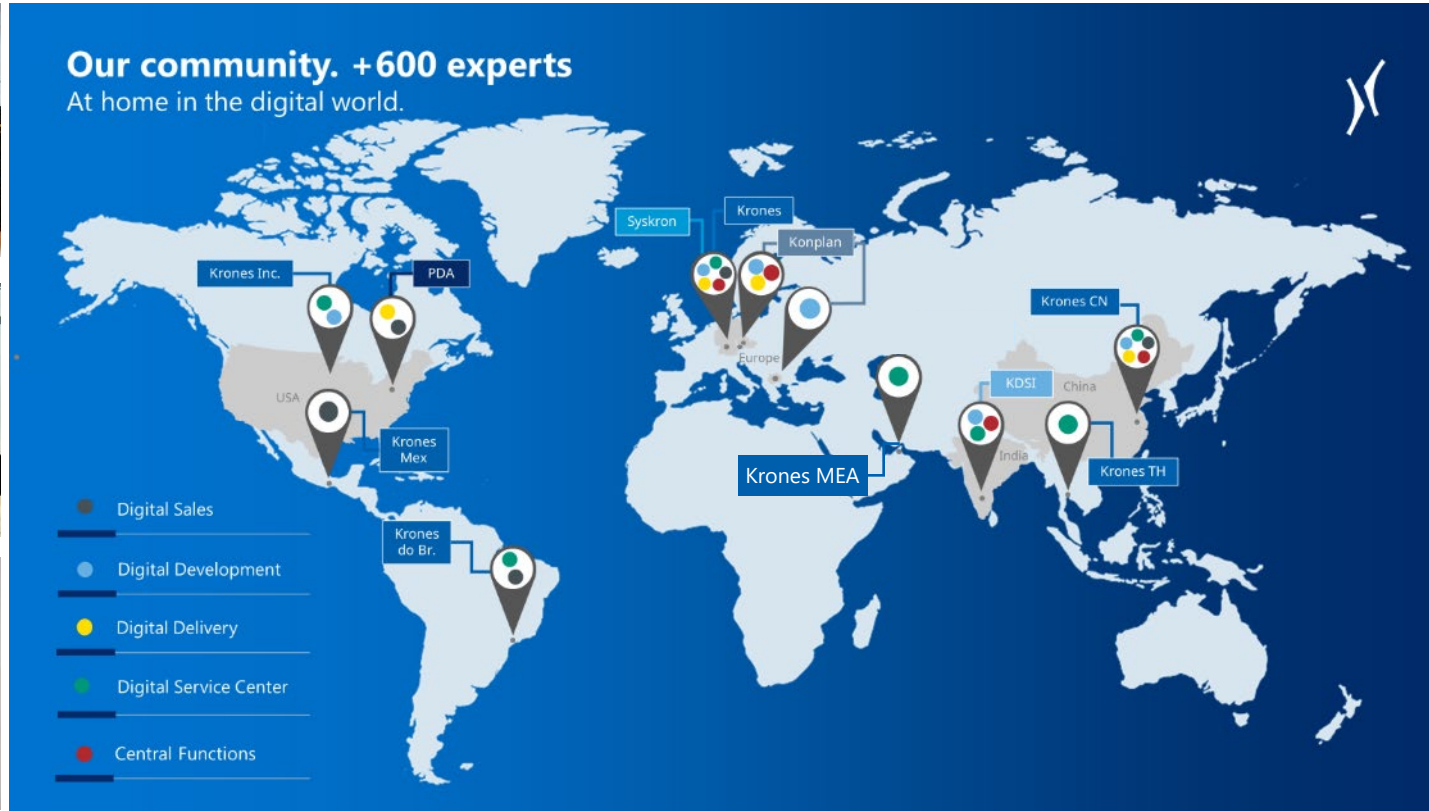 Our community. +600 experts
At home in the digital world.
Syskron
Krones
Konplan
Krones Inc.
PDA
Krones CN
Europe
USA
KDSI
China
Krones
Mex
India
Krones MEA
Krones TH
Krones
do Br.
Digital Sales
Digital Development
Digital Delivery
Digital Service Center
Central Functions